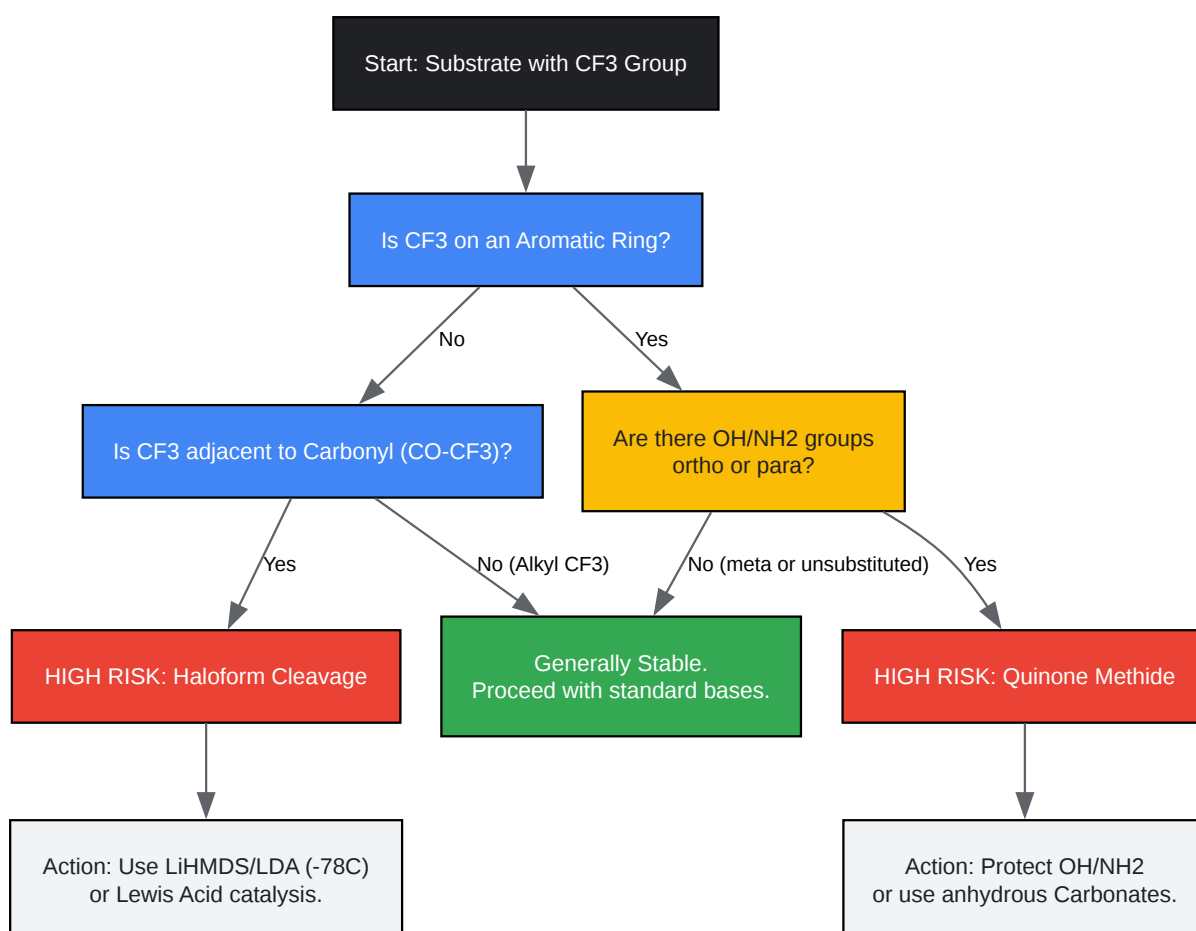 Start: Substrate with CF3 Group
Is CF3 on an Aromatic Ring?
No
Yes
Is CF3 adjacent to Carbonyl (CO-CF3)?
Are there OH/NH2 groups
ortho or para?
Yes
No (Alkyl CF3)
No (meta or unsubstituted)
Yes
HIGH RISK: Haloform Cleavage
Generally Stable.
Proceed with standard bases.
HIGH RISK: Quinone Methide
Action: Use LiHMDS/LDA (-78C)
or Lewis Acid catalysis.
Action: Protect OH/NH2
or use anhydrous Carbonates.